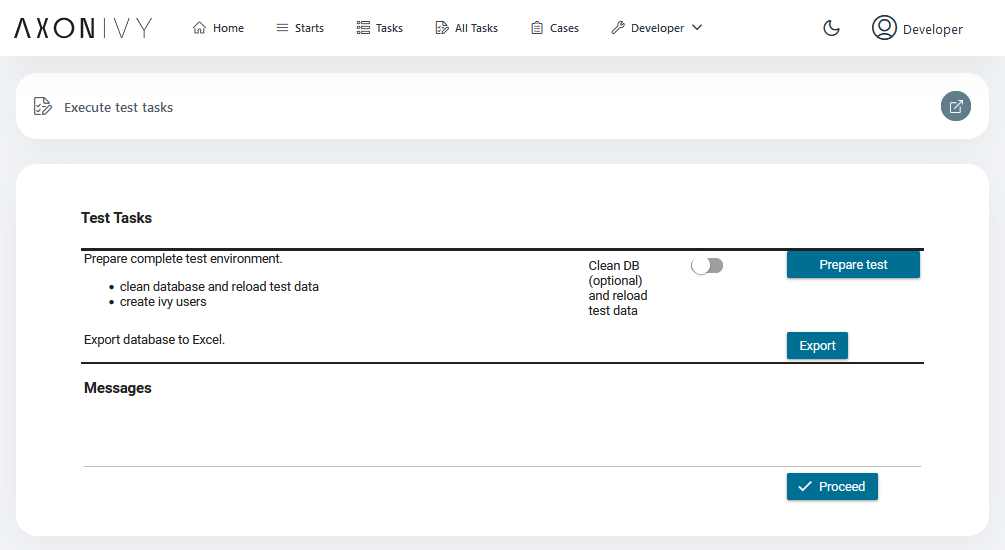 AXONIVY
Home
Starts
Tasks
All Tasks
Cases
Developer
Developer
Execute test tasks
Test Tasks
Prepare complete test environment.
clean database and reload test data
create ivy users
Clean DB
(optional)
and reload
test data
Prepare test
Export database to Excel.
Export
Messages
Proceed